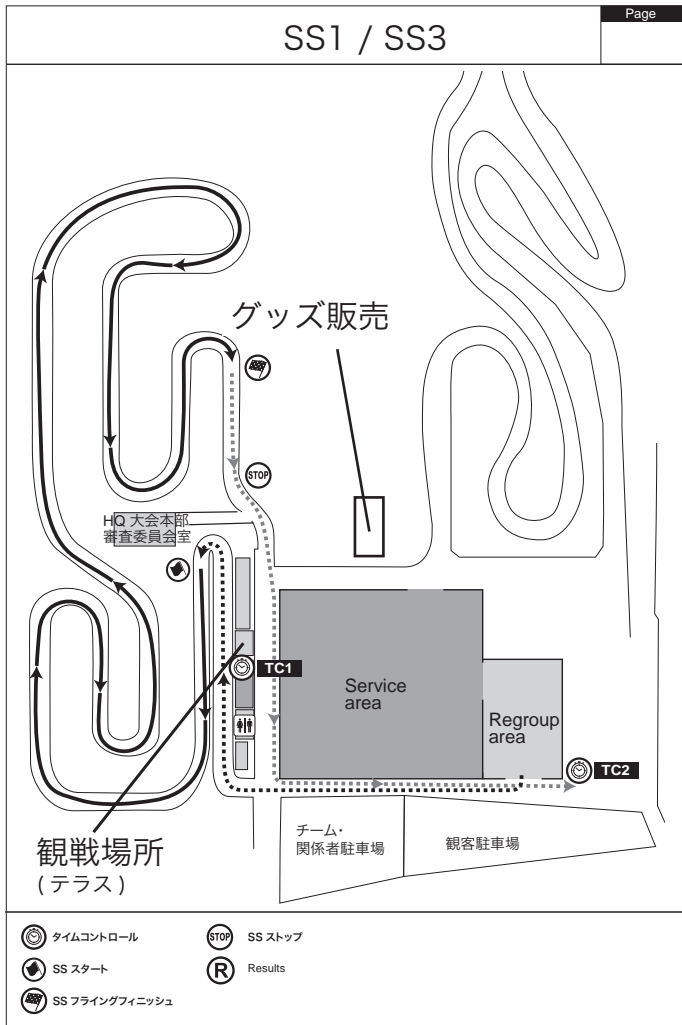 Page
SS1 / SS3
グッズ販売
STOP
HQ 大会本部
審査委員会室
TC1
Service
area
Regroup
area
TC2
チーム・
関係者駐車場
観客駐車場
観戦場所
( テラス )
タイムコントロール
STOP SS ストップ
SS スタート
R Results
SS フライングフィニッシュ